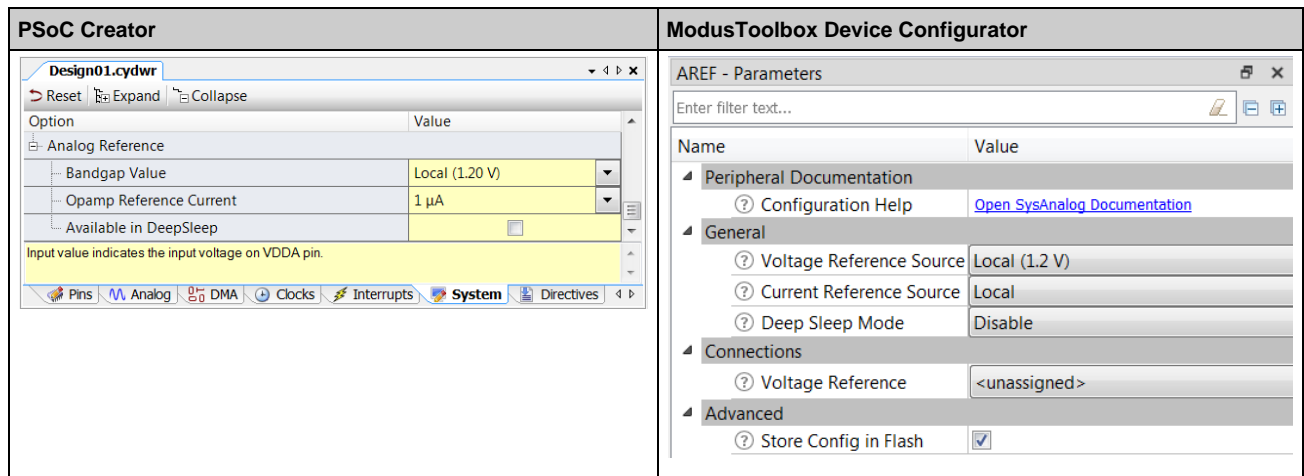 PSoC Creator
Design01.cydwr
Reset Expand Collapse
Option Value
Analog Reference
Bandgap Value Local (1.20 V)
Opamp Reference Current 1 µA
Available in DeepSleep
Input value indicates the input voltage on VDDA pin.
Pins Analog DMA Clocks Interrupts System Directives
ModusToolbox Device Configurator
AREF - Parameters
Enter filter text...
Name Value
Peripheral Documentation
Configuration Help Open SysAnalog Documentation
General
Voltage Reference Source Local (1.2 V)
Current Reference Source Local
Deep Sleep Mode Disable
Connections
Voltage Reference <unassigned>
Advanced
Store Config in Flash